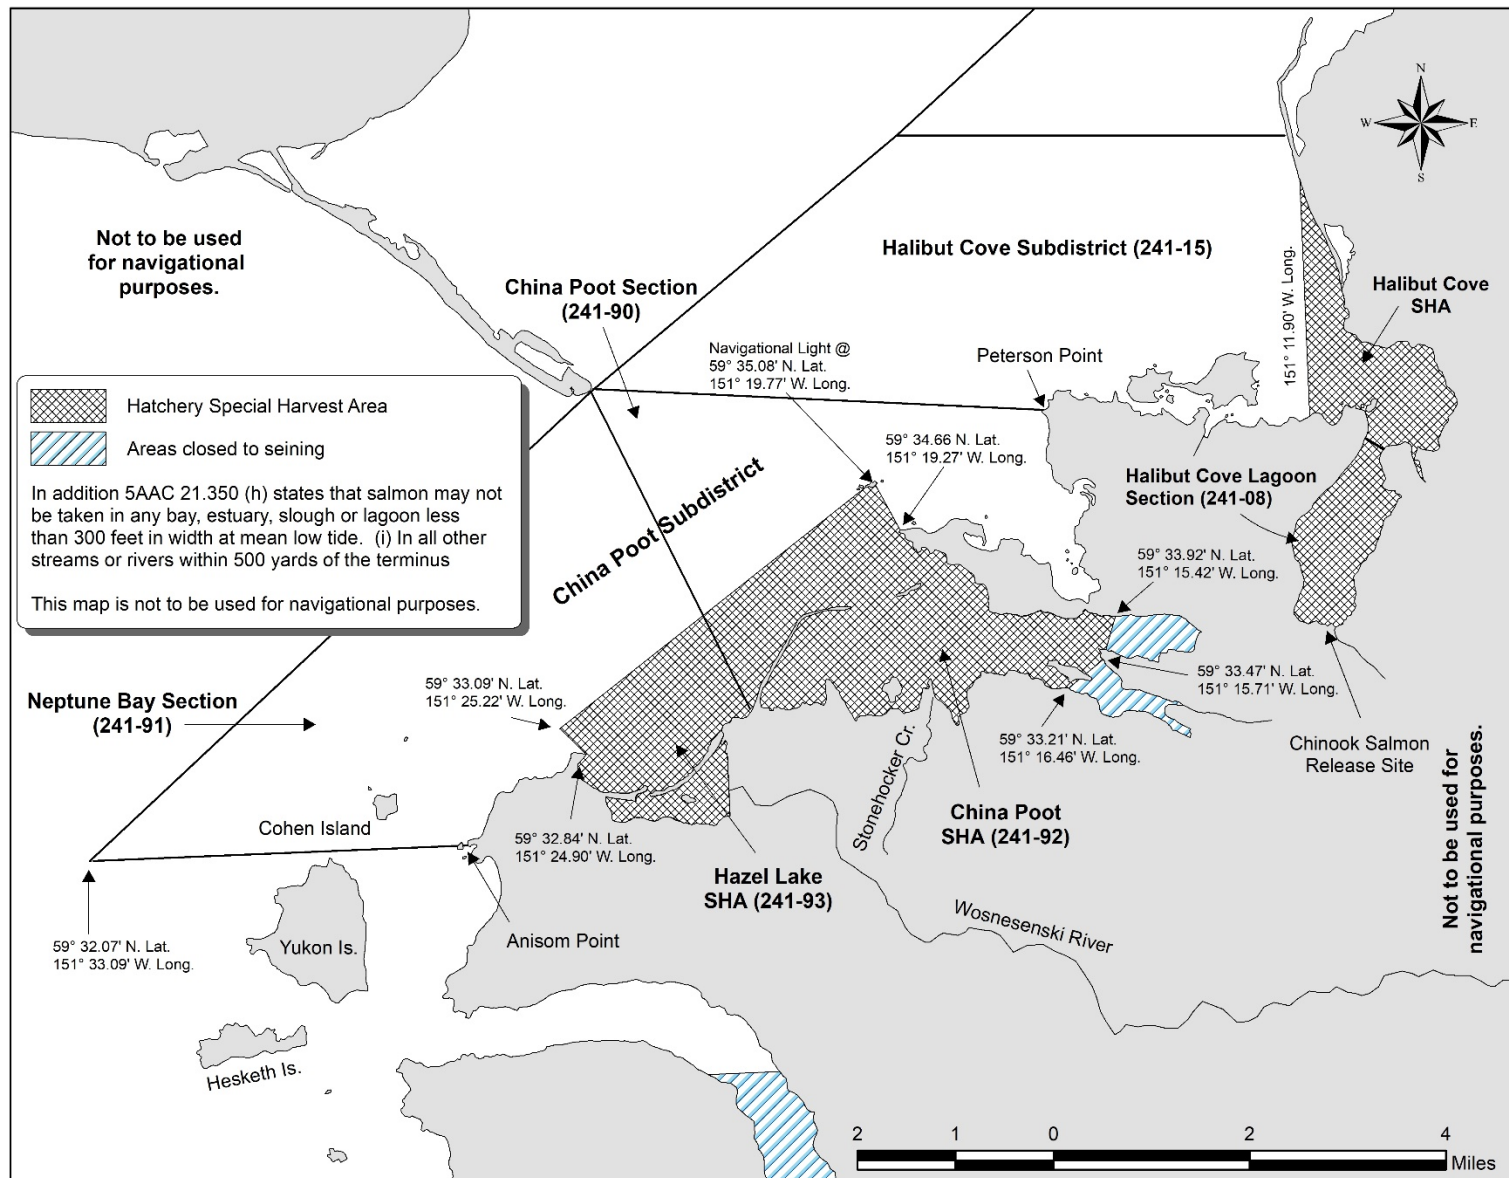 N
W
E
S
Not to be used
for navigational
purposes.
Halibut Cove Subdistrict (241-15)
China Poot Section
(241-90)
151° 11.90' W. Long.
Halibut Cove
SHA
Navigational Light @
59° 35.08' N. Lat.
151° 19.77' W. Long.
Peterson Point
Hatchery Special Harvest Area
Areas closed to seining
In addition 5AAC 21.350 (h) states that salmon may not
be taken in any bay, estuary, slough or lagoon less
than 300 feet in width at mean low tide. (i) In all other
streams or rivers within 500 yards of the terminus
This map is not to be used for navigational purposes.
59° 34.66 N. Lat.
151° 19.27' W. Long.
Halibut Cove Lagoon
Section (241-08)
China Poot Subdistrict
59° 33.92' N. Lat.
151° 15.42' W. Long.
59° 33.09' N. Lat.
151° 25.22' W. Long.
59° 33.47' N. Lat.
151° 15.71' W. Long.
Neptune Bay Section
(241-91)
59° 33.21' N. Lat.
151° 16.46' W. Long.
Chinook Salmon
Release Site
Stonehocker Cr.
China Poot
SHA (241-92)
Cohen Island
59° 32.84' N. Lat.
151° 24.90' W. Long.
Hazel Lake
SHA (241-93)
Not to be used for
navigational purposes.
Wosnesenski River
59° 32.07' N. Lat.
151° 33.09' W. Long.
Yukon Is.
Anisom Point
Hesketh Is.
2 1 0 2 4
Miles